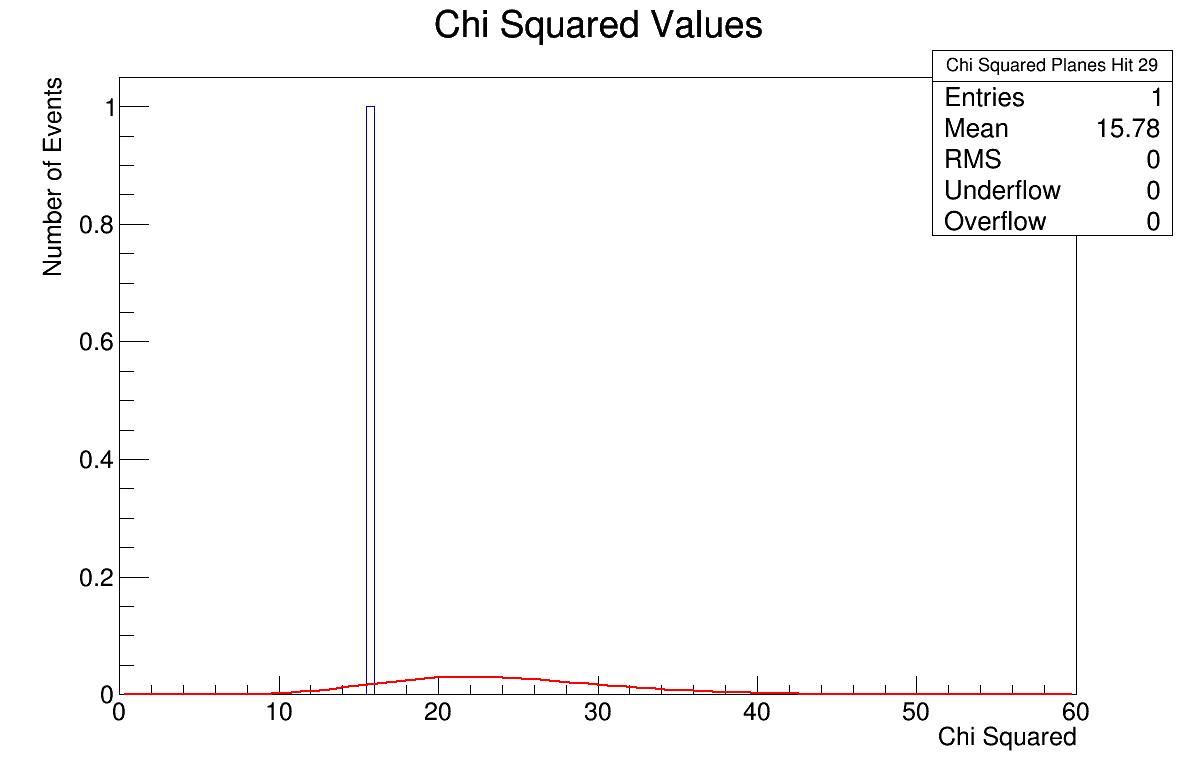 Chi Squared Values
Chi Squared Planes Hit 29
Entries 1
Mean 15.78
RMS 0
Underflow 0
Overflow 0
Number of Events
1
0.8
0.6
0.4
0.2
0
0 10 20 30 40 50 60
Chi Squared